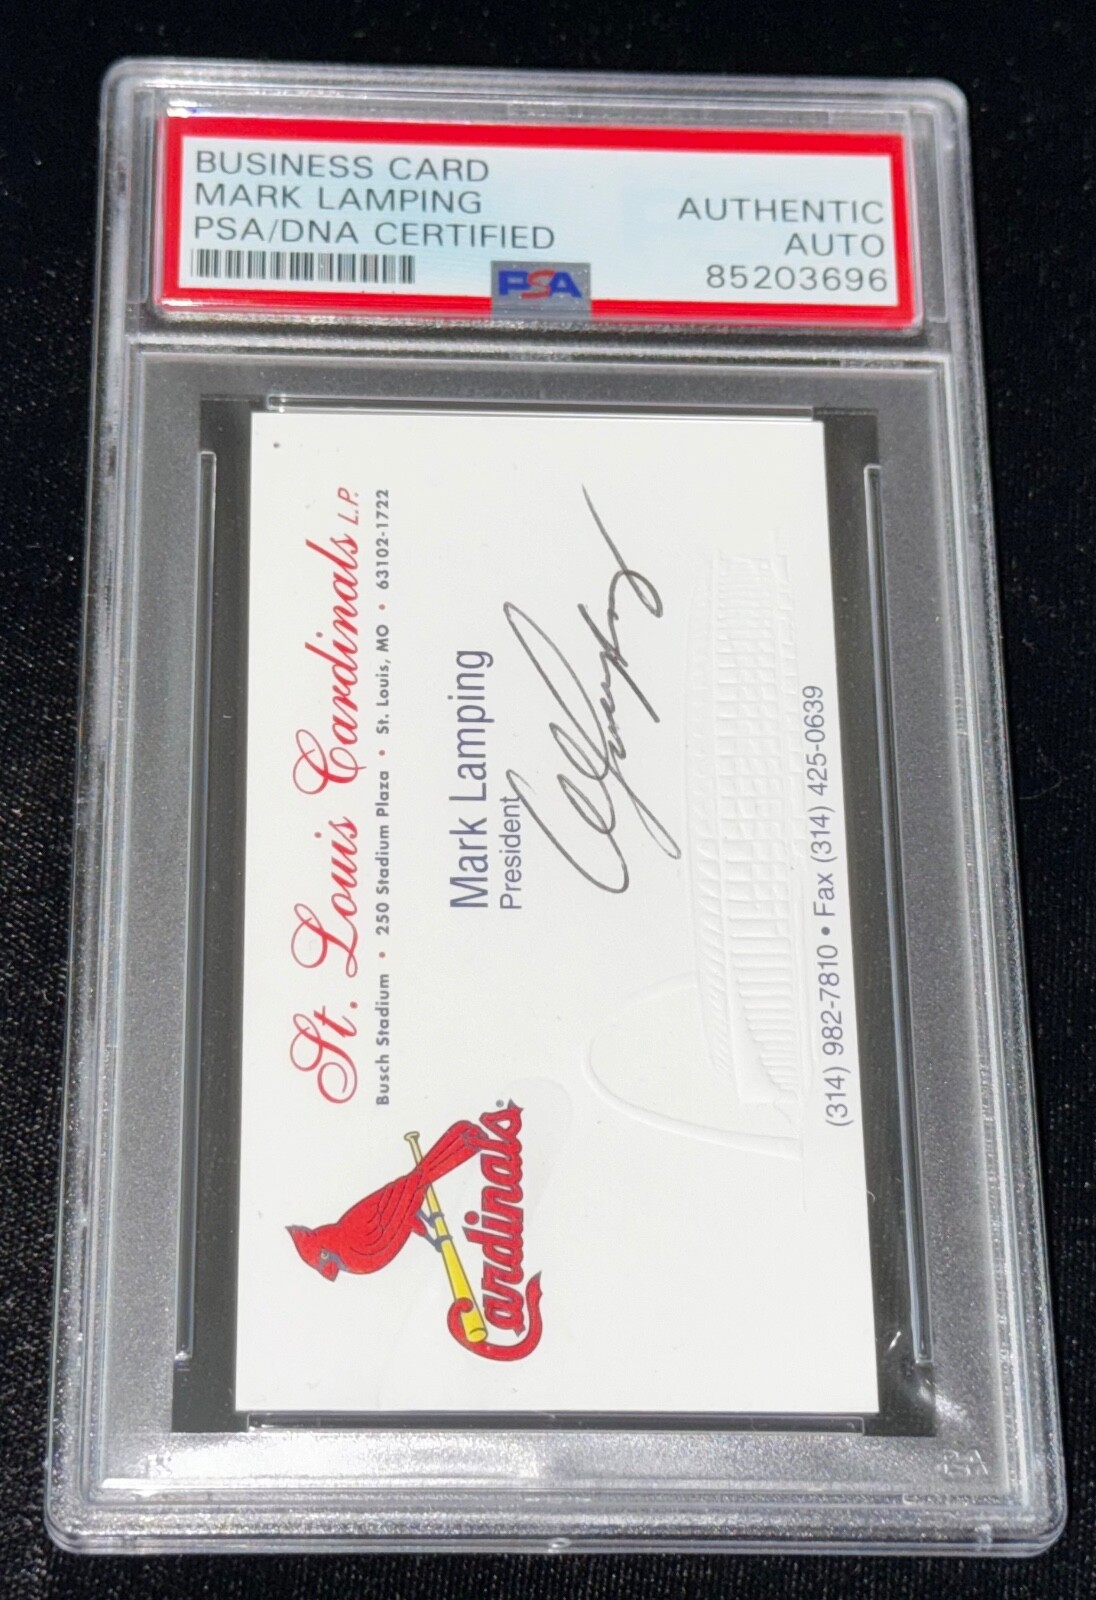 BUSINESS CARD
MARK LAMPING
PSA/DNA CERTIFIED
AUTHENTIC
AUTO
85203696
PSA
St. Louis Cardinals L.P.
Busch Stadium • 250 Stadium Plaza • St. Louis, MO • 63102-1722
Cardinals®
Mark Lamping
President
(314) 982-7810 • Fax (314) 425-0639